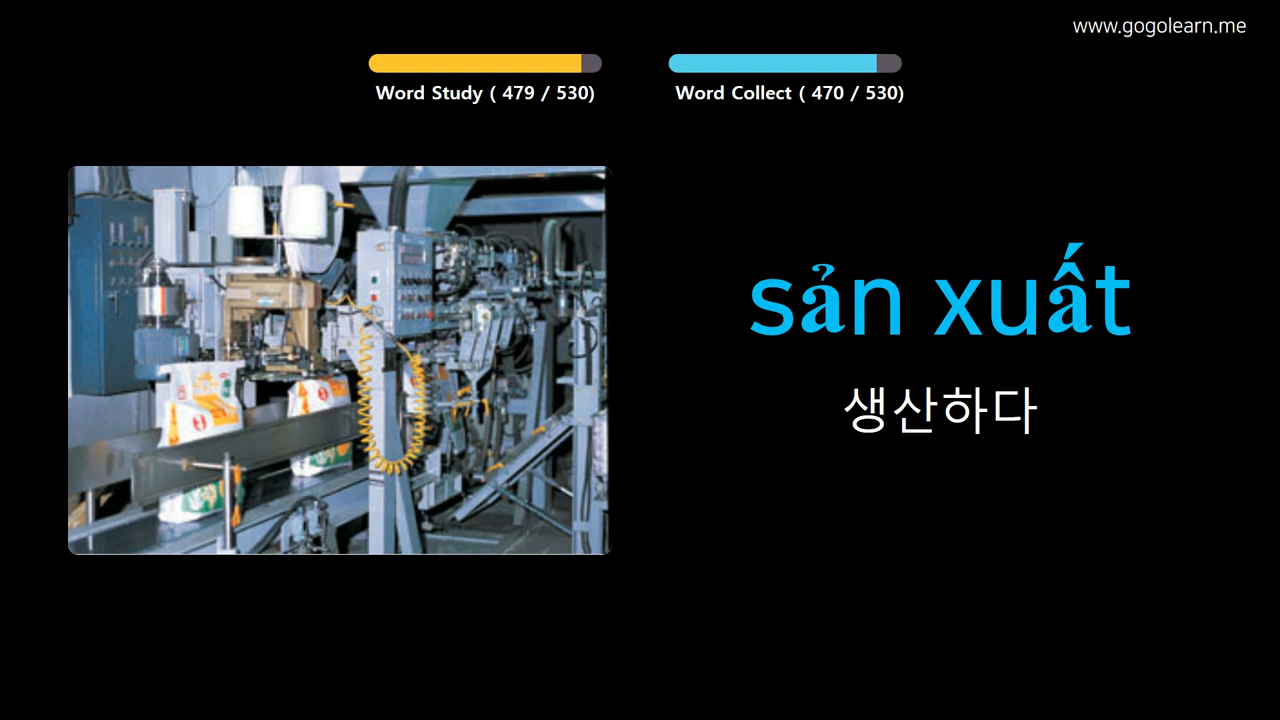 www.gogolearn.me
Word Study ( 479 / 530)
Word Collect ( 470 / 530)
sản xuất
생산하다